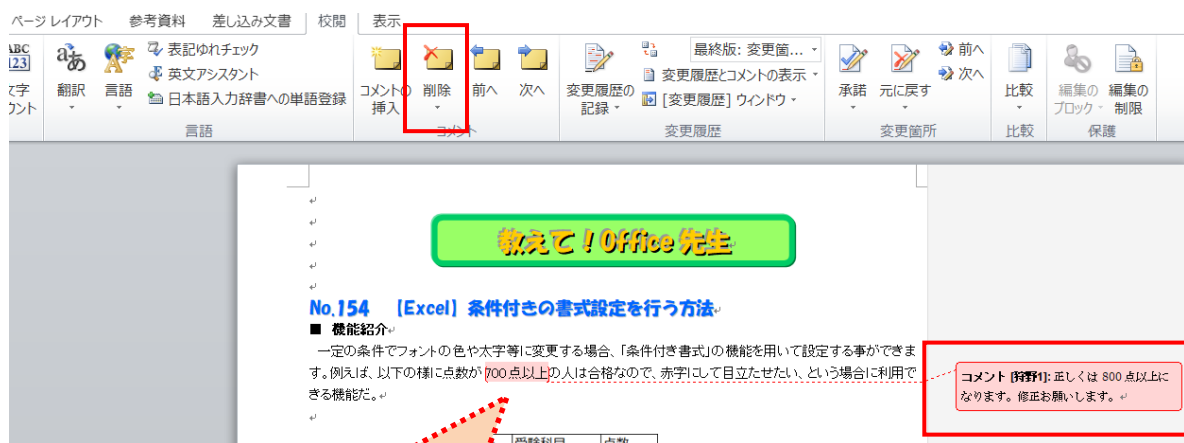 ページ レイアウト 参考資料 差し込み文書 校閲 表示
ABC
123
文字
カウント
翻訳
言語
表記ゆれチェック
英文アシスタント
日本語入力辞書への単語登録
言語
コメントの
挿入
削除
前へ
次へ
コメント
変更履歴の
記録
最終版: 変更箇...
変更履歴とコメントの表示
[変更履歴] ウィンドウ
変更履歴
承諾
元に戻す
前へ
次へ
変更箇所
比較
比較
編集の
ブロック
編集の
制限
保護
教えて！Office 先生
No.154 【Excel】条件付きの書式設定を行う方法
■ 機能紹介
一定の条件でフォントの色や太字等に変更する場合、「条件付き書式」の機能を用いて設定する事ができま
す。例えば、以下の様に点数が 700 点以上の人は合格なので、赤字にして目立たせたい、という場合に利用で
きる機能だ。
コメント [狩野1]: 正しくは 800 点以上に
なります。修正お願いします。
受験科目 点数